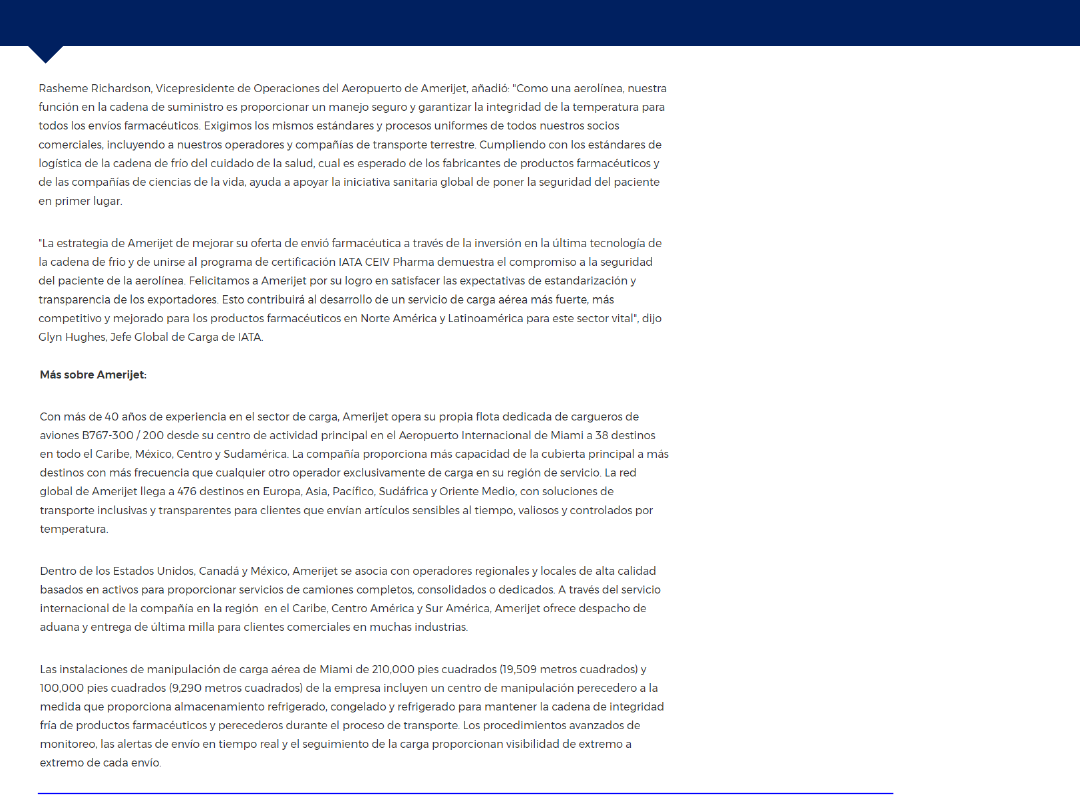 Rasheme Richardson, Vicepresidente de Operaciones del Aeropuerto de Amerijet, añadió: "Como una aerolínea, nuestra
función en la cadena de suministro es proporcionar un manejo seguro y garantizar la integridad de la temperatura para
todos los envíos farmacéuticos. Exigimos los mismos estándares y procesos uniformes de todos nuestros socios
comerciales, incluyendo a nuestros operadores y compañías de transporte terrestre. Cumpliendo con los estándares de
logística de la cadena de frío del cuidado de la salud, cual es esperado de los fabricantes de productos farmacéuticos y
de las compañías de ciencias de la vida, ayuda a apoyar la iniciativa sanitaria global de poner la seguridad del paciente
en primer lugar.
"La estrategia de Amerijet de mejorar su oferta de envió farmacéutica a través de la inversión en la última tecnología de
la cadena de frio y de unirse al programa de certificación IATA CEIV Pharma demuestra el compromiso a la seguridad
del paciente de la aerolínea. Felicitamos a Amerijet por su logro en satisfacer las expectativas de estandarización y
transparencia de los exportadores. Esto contribuirá al desarrollo de un servicio de carga aérea más fuerte, más
competitivo y mejorado para los productos farmacéuticos en Norte América y Latinoamérica para este sector vital", dijo
Glyn Hughes, Jefe Global de Carga de IATA.
Más sobre Amerijet:
Con más de 40 años de experiencia en el sector de carga, Amerijet opera su propia flota dedicada de cargueros de
aviones B767-300 / 200 desde su centro de actividad principal en el Aeropuerto Internacional de Miami a 38 destinos
en todo el Caribe, México, Centro y Sudamérica. La compañía proporciona más capacidad de la cubierta principal a más
destinos con más frecuencia que cualquier otro operador exclusivamente de carga en su región de servicio. La red
global de Amerijet llega a 476 destinos en Europa, Asia, Pacífico, Sudáfrica y Oriente Medio, con soluciones de
transporte inclusivas y transparentes para clientes que envían artículos sensibles al tiempo, valiosos y controlados por
temperatura.
Dentro de los Estados Unidos, Canadá y México, Amerijet se asocia con operadores regionales y locales de alta calidad
basados en activos para proporcionar servicios de camiones completos, consolidados o dedicados. A través del servicio
internacional de la compañía en la región  en el Caribe, Centro América y Sur América, Amerijet ofrece despacho de
aduana y entrega de última milla para clientes comerciales en muchas industrias.
Las instalaciones de manipulación de carga aérea de Miami de 210,000 pies cuadrados (19,509 metros cuadrados) y
100,000 pies cuadrados (9,290 metros cuadrados) de la empresa incluyen un centro de manipulación perecedero a la
medida que proporciona almacenamiento refrigerado, congelado y refrigerado para mantener la cadena de integridad
fría de productos farmacéuticos y perecederos durante el proceso de transporte. Los procedimientos avanzados de
monitoreo, las alertas de envío en tiempo real y el seguimiento de la carga proporcionan visibilidad de extremo a
extremo de cada envío.